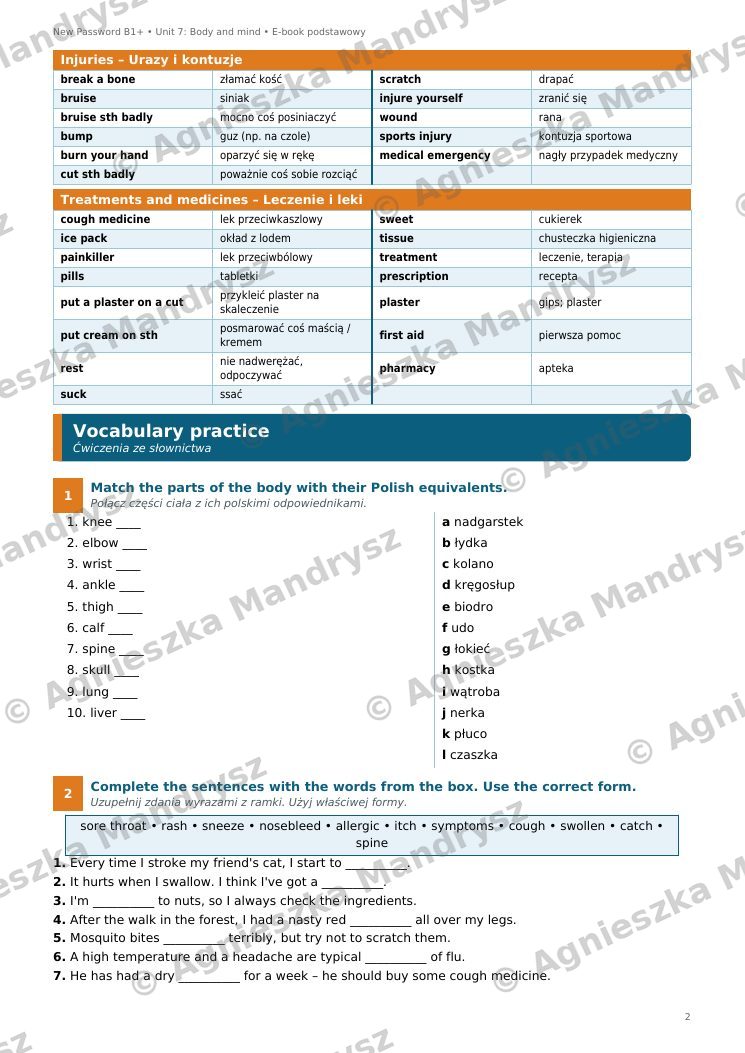 New Password B1+ • Unit 7: Body and mind • E-book podstawowy
Injuries – Urazy i kontuzje
break a bone złamać kość scratch drapać
bruise siniak injure yourself zranić się
bruise sth badly mocno coś posiniaczyć wound rana
bump guz (np. na czole) sports injury kontuzja sportowa
burn your hand oparzyć się w rękę medical emergency nagły przypadek medyczny
cut sth badly poważnie coś sobie rozciąć
Treatments and medicines – Leczenie i leki
cough medicine lek przeciwkaszlowy sweet cukierek
ice pack okład z lodem tissue chusteczka higieniczna
painkiller lek przeciwbólowy treatment leczenie, terapia
pills tabletki prescription recepta
put a plaster on a cut przykleić plaster na skaleczenie plaster gips; plaster
put cream on sth posmarować coś maścią / kremem first aid pierwsza pomoc
rest nie nadwerężać, odpoczywać pharmacy apteka
suck ssać
Vocabulary practice
Ćwiczenia ze słownictwa
1 Match the parts of the body with their Polish equivalents.
Połącz części ciała z ich polskimi odpowiednikami.
1. knee ____
2. elbow ____
3. wrist ____
4. ankle ____
5. thigh ____
6. calf ____
7. spine ____
8. skull ____
9. lung ____
10. liver ____
a nadgarstek
b łydka
c kolano
d kręgosłup
e biodro
f udo
g łokieć
h kostka
i wątroba
j nerka
k płuco
l czaszka
2 Complete the sentences with the words from the box. Use the correct form.
Uzupełnij zdania wyrazami z ramki. Użyj właściwej formy.
sore throat • rash • sneeze • nosebleed • allergic • itch • symptoms • cough • swollen • catch •
spine
1. Every time I stroke my friend's cat, I start to __________.
2. It hurts when I swallow. I think I've got a __________.
3. I'm __________ to nuts, so I always check the ingredients.
4. After the walk in the forest, I had a nasty red __________ all over my legs.
5. Mosquito bites __________ terribly, but try not to scratch them.
6. A high temperature and a headache are typical __________ of flu.
7. He has had a dry __________ for a week – he should buy some cough medicine.
2
© Agnieszka Mandrysz